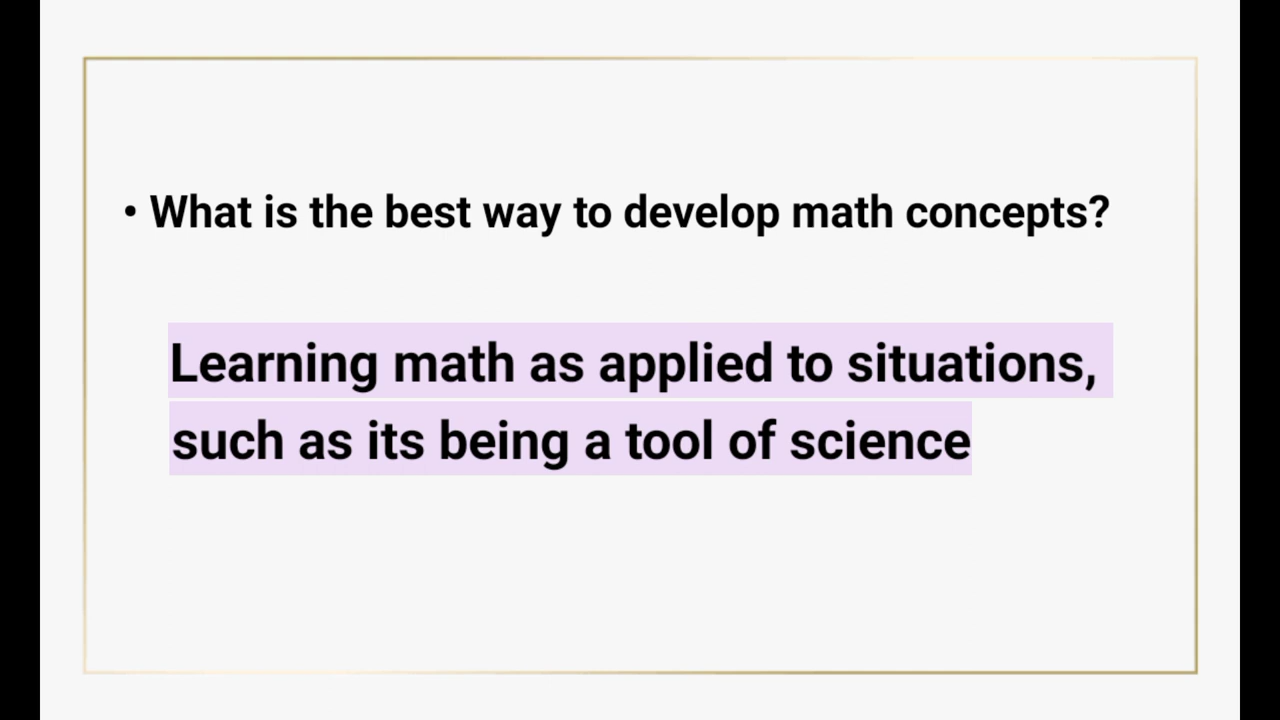 • What is the best way to develop math concepts?
Learning math as applied to situations,
such as its being a tool of science